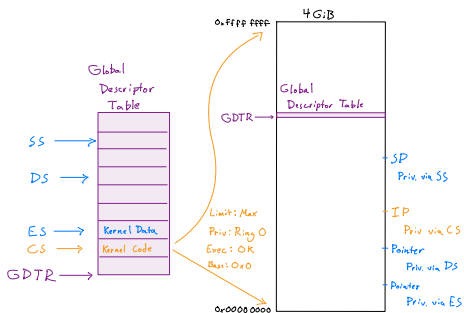 4GiB
0xffff ffff
Global
Descriptor
Table
Global
Descriptor Table
GDTR
SS
SP
Priv. via SS
DS
Limit: Max
IP
ES
Kernel Data
Priv: Ring 0
Priv via CS
CS
Kernel Code
Exec: OK
Pointer
Base: 0x0
Priv. via DS
GDTR
Pointer
Priv. via ES
0x0000 0000